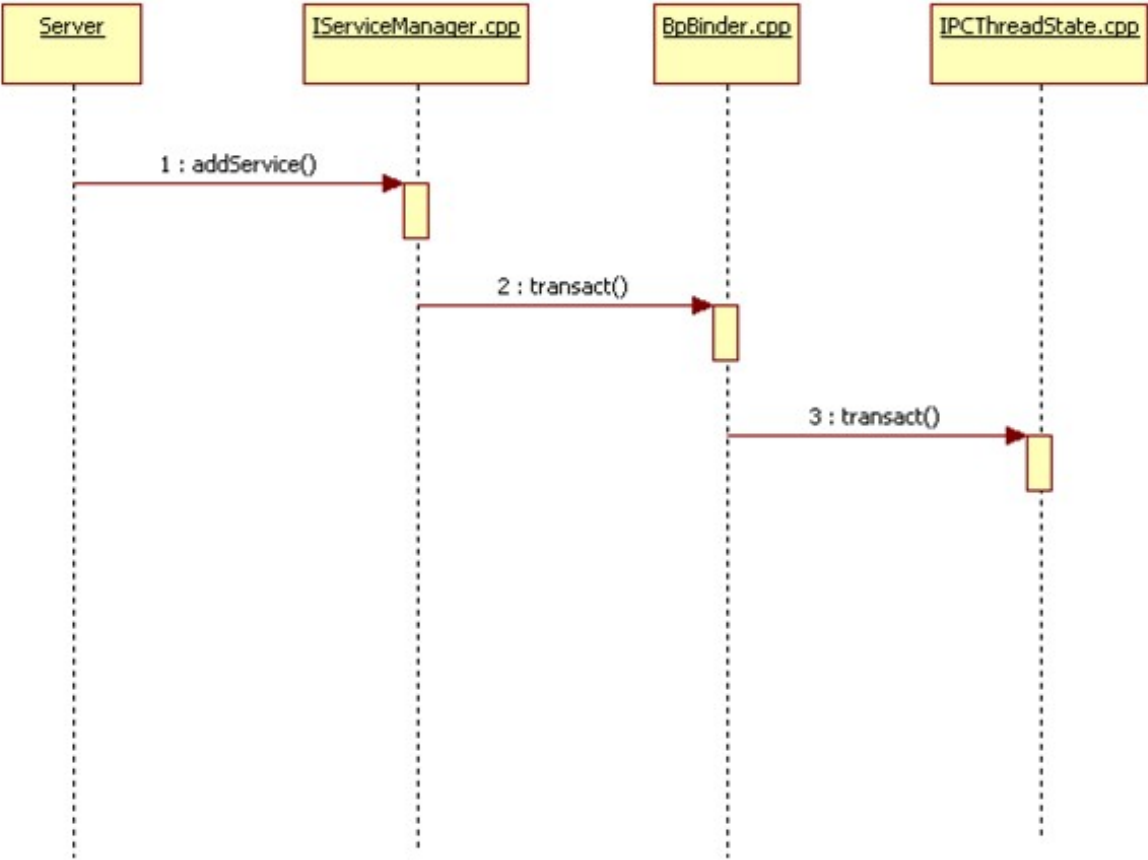 Server
IServiceManager.cpp
BpBinder.cpp
IPCThreadState.cpp
1 : addService()
2 : transact()
3 : transact()